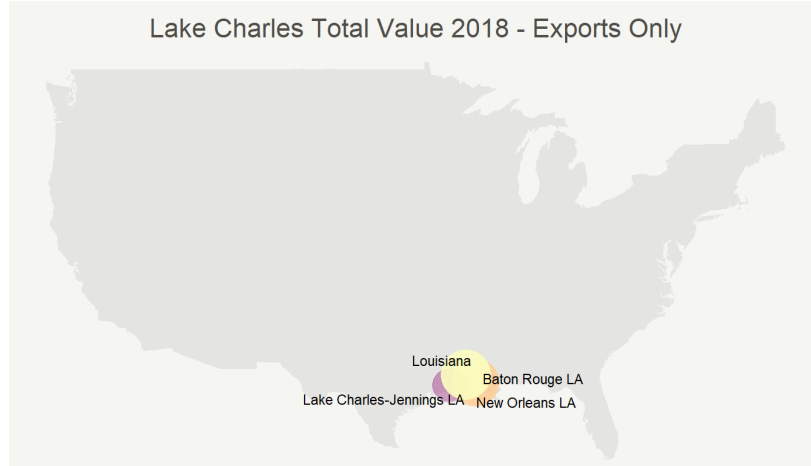 Lake Charles Total Value 2018 - Exports Only
Louisiana
Baton Rouge LA
Lake Charles-Jennings LA
New Orleans LA